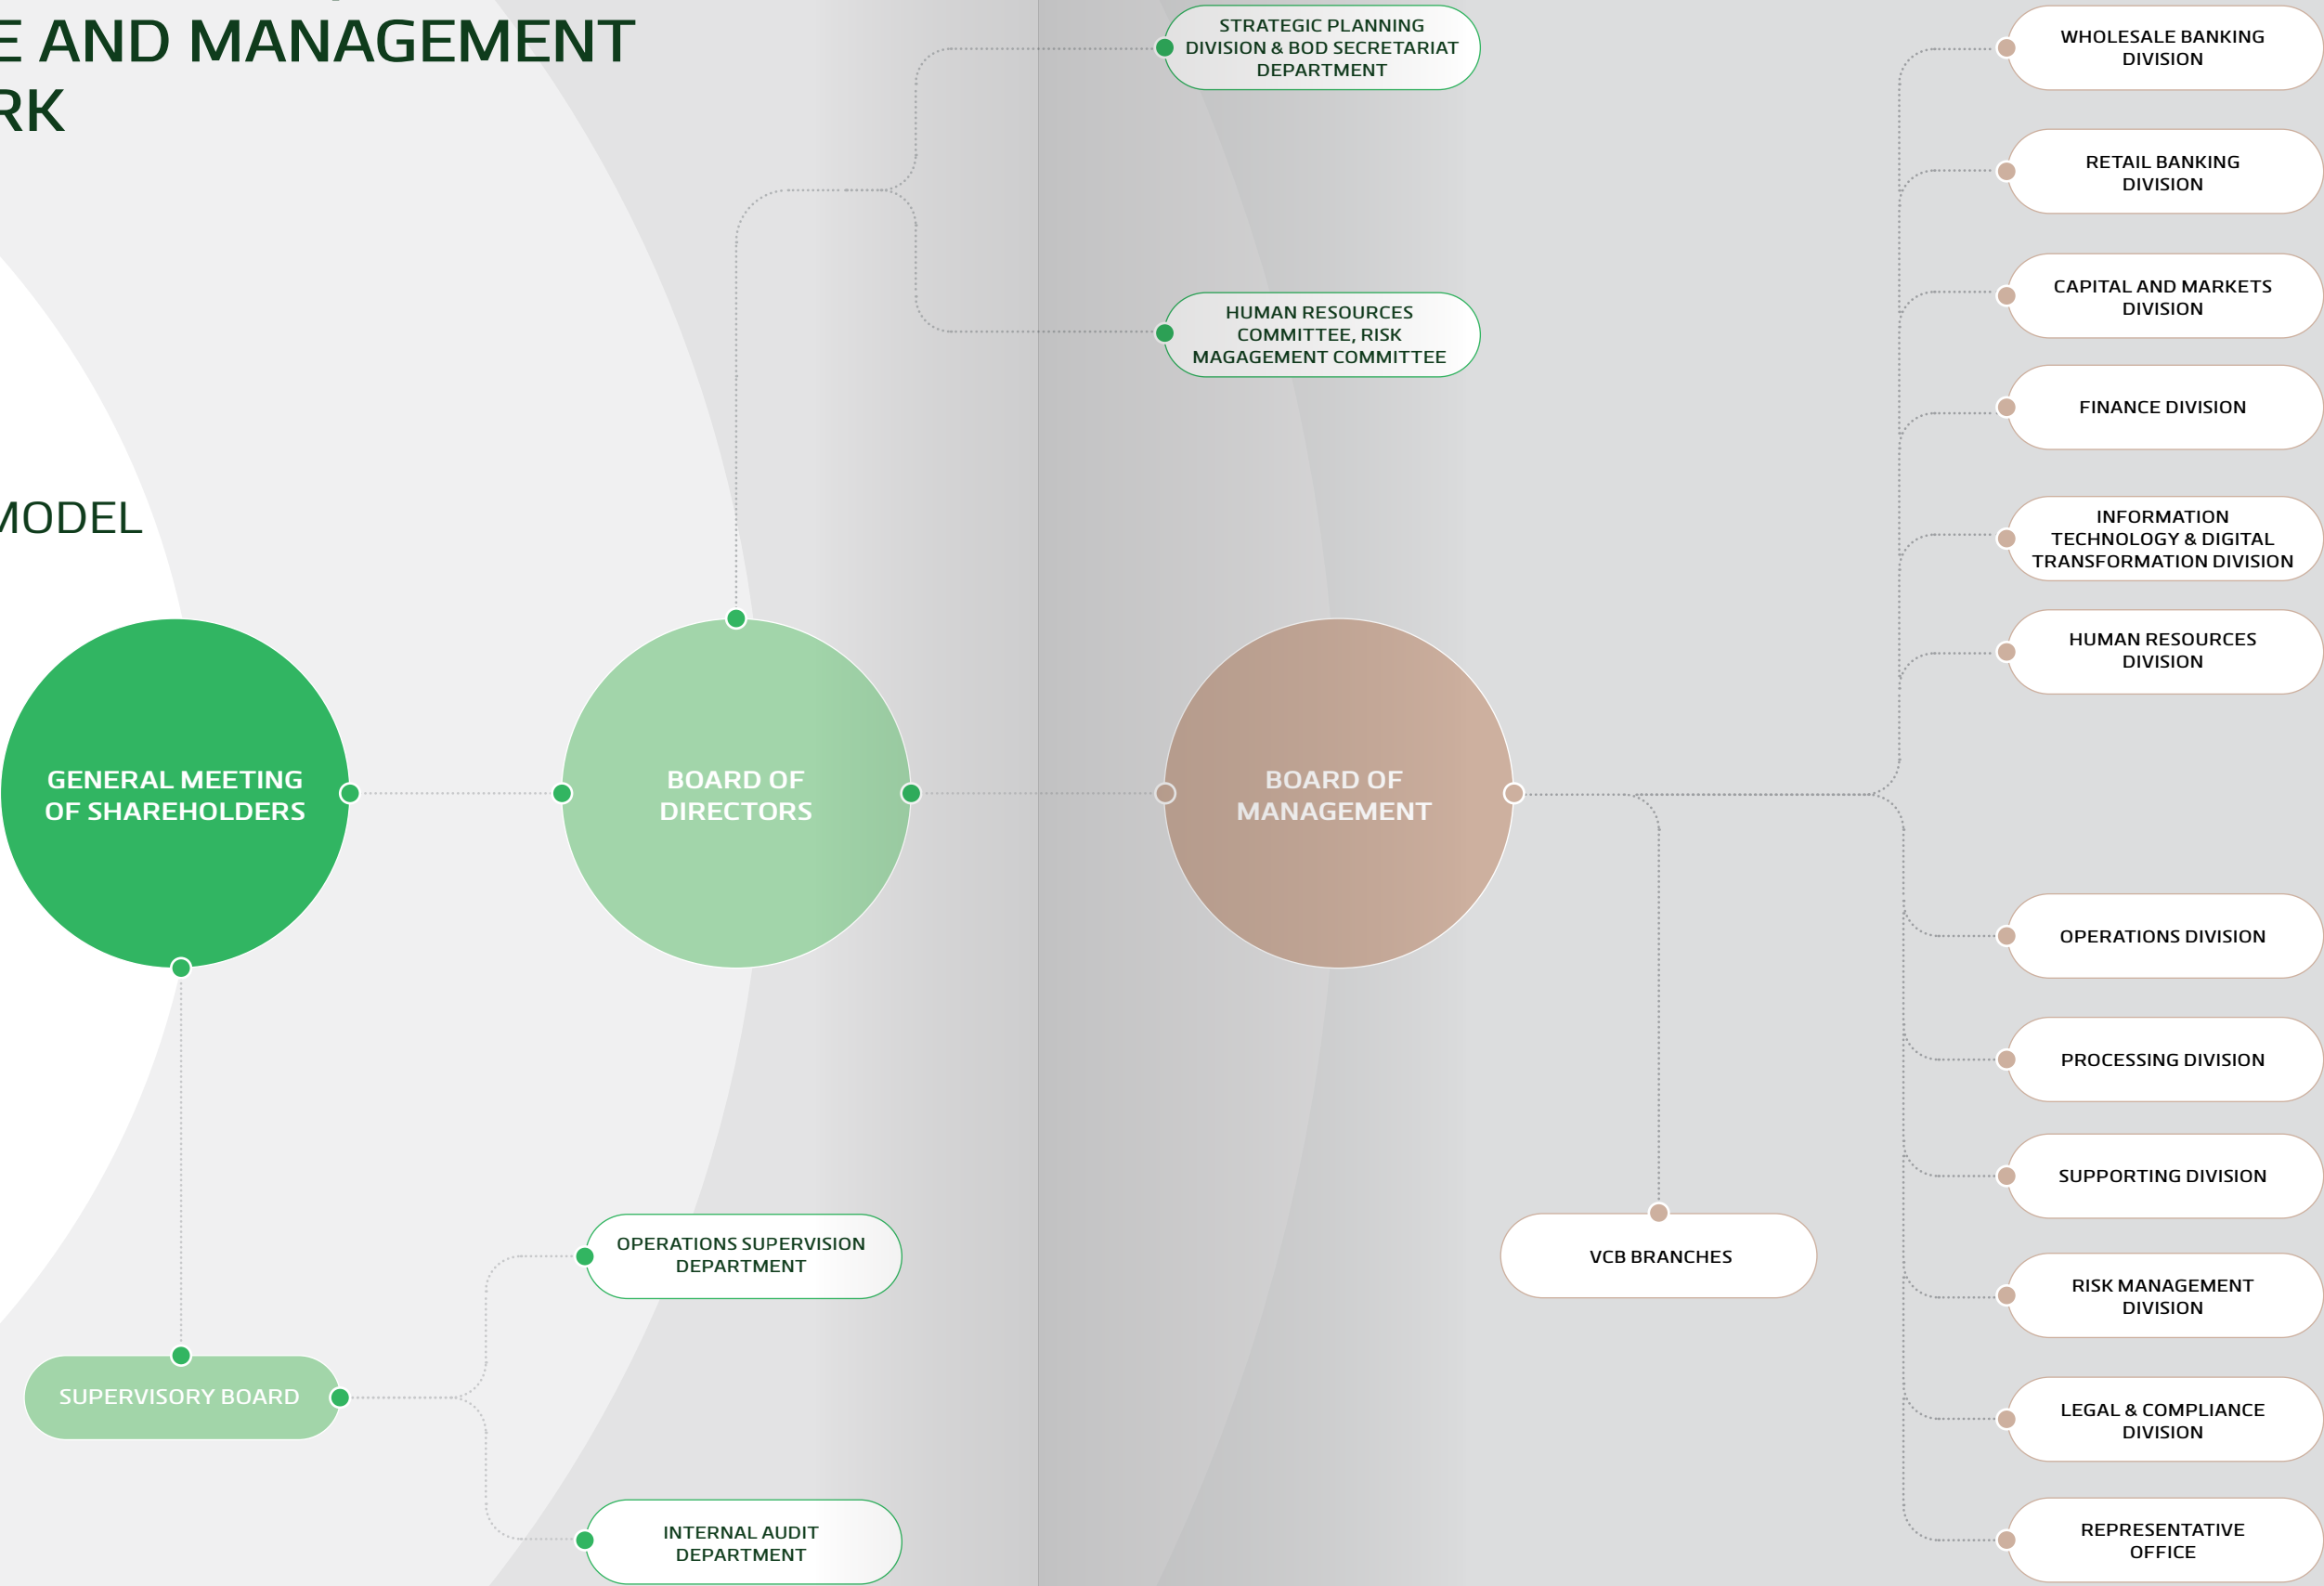 E AND MANAGEMENT
RK
MODEL
GENERAL MEETING
OF SHAREHOLDERS
BOARD OF
DIRECTORS
BOARD OF
MANAGEMENT
STRATEGIC PLANNING
DIVISION & BOD SECRETARIAT
DEPARTMENT
HUMAN RESOURCES
COMMITTEE, RISK
MAGAGEMENT COMMITTEE
SUPERVISORY BOARD
OPERATIONS SUPERVISION
DEPARTMENT
INTERNAL AUDIT
DEPARTMENT
VCB BRANCHES
WHOLESALE BANKING
DIVISION
RETAIL BANKING
DIVISION
CAPITAL AND MARKETS
DIVISION
FINANCE DIVISION
INFORMATION
TECHNOLOGY & DIGITAL
TRANSFORMATION DIVISION
HUMAN RESOURCES
DIVISION
OPERATIONS DIVISION
PROCESSING DIVISION
SUPPORTING DIVISION
RISK MANAGEMENT
DIVISION
LEGAL & COMPLIANCE
DIVISION
REPRESENTATIVE
OFFICE